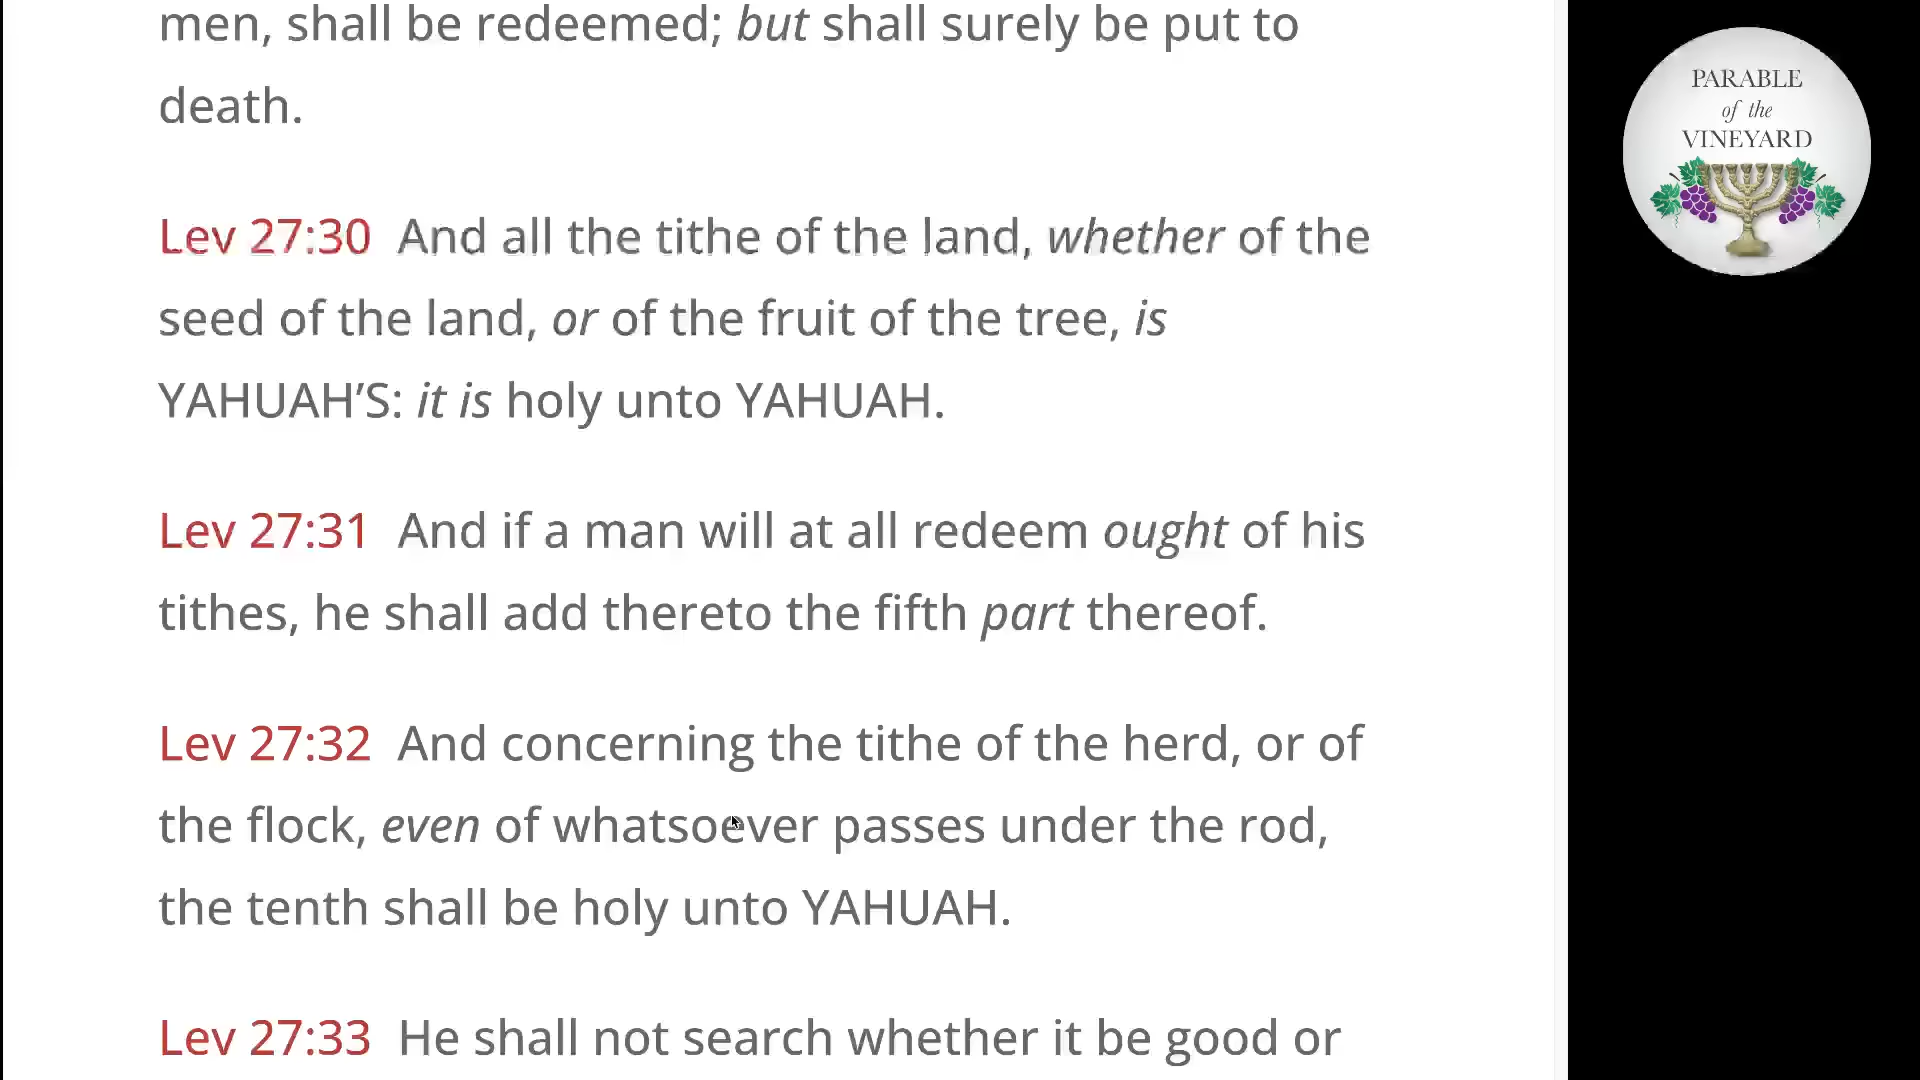 men, shall be redeemed; but shall surely be put to
death.
Lev 27:30 And all the tithe of the land, whether of the
seed of the land, or of the fruit of the tree, is
YAHUAH’S: it is holy unto YAHUAH.
Lev 27:31 And if a man will at all redeem ought of his
tithes, he shall add thereto the fifth part thereof.
Lev 27:32 And concerning the tithe of the herd, or of
the flock, even of whatsoever passes under the rod,
the tenth shall be holy unto YAHUAH.
Lev 27:33 He shall not search whether it be good or
PARABLE
of the
VINEYARD